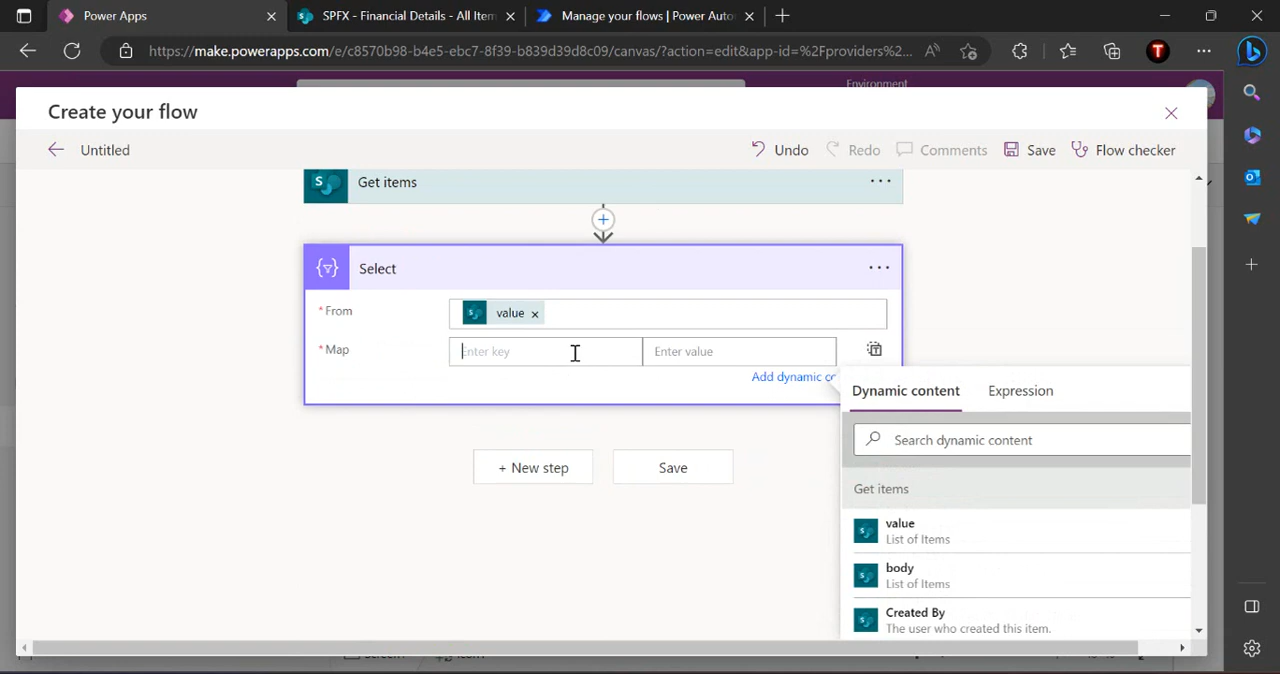 Power Apps
SPFX - Financial Details - All Item
Manage your flows | Power Auto
https://make.powerapps.com/e/c8570b98-b4e5-ebc7-8f39-b839d39d8c09/canvas/?action=edit&app-id=%2Fproviders%2...
Environment
Create your flow
Untitled
Undo
Redo
Comments
Save
Flow checker
Get items
Select
* From
value
* Map
Enter key
Enter value
Add dynamic co
Dynamic content
Expression
Search dynamic content
+ New step
Save
Get items
value
List of Items
body
List of Items
Created By
The user who created this item.